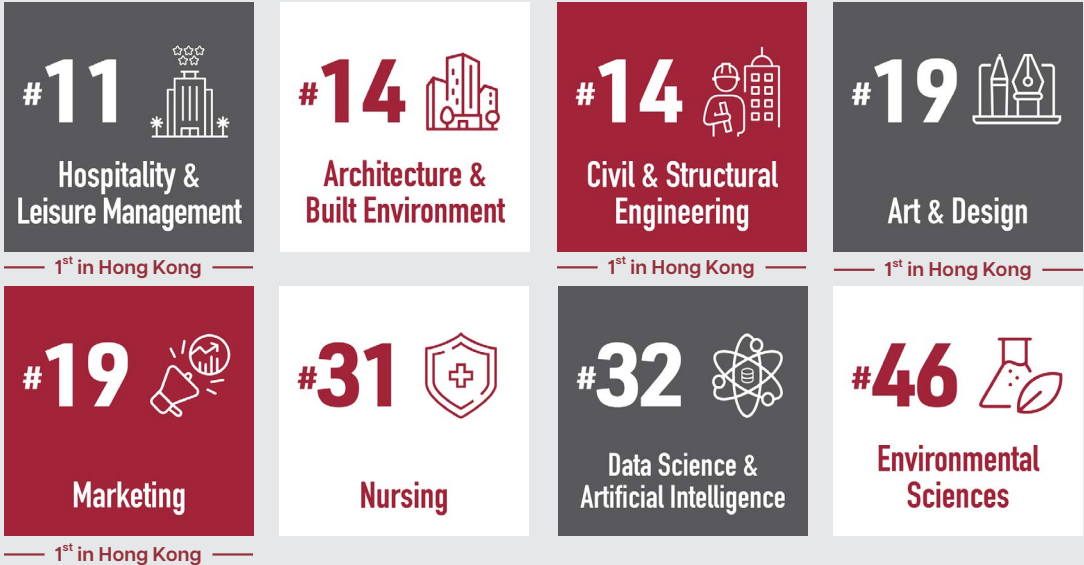 #11
Hospitality &
Leisure Management
1st in Hong Kong
#14
Architecture &
Built Environment
#14
Civil & Structural
Engineering
1st in Hong Kong
#19
Art & Design
1st in Hong Kong
#19
Marketing
1st in Hong Kong
#31
Nursing
#32
Data Science &
Artificial Intelligence
#46
Environmental
Sciences